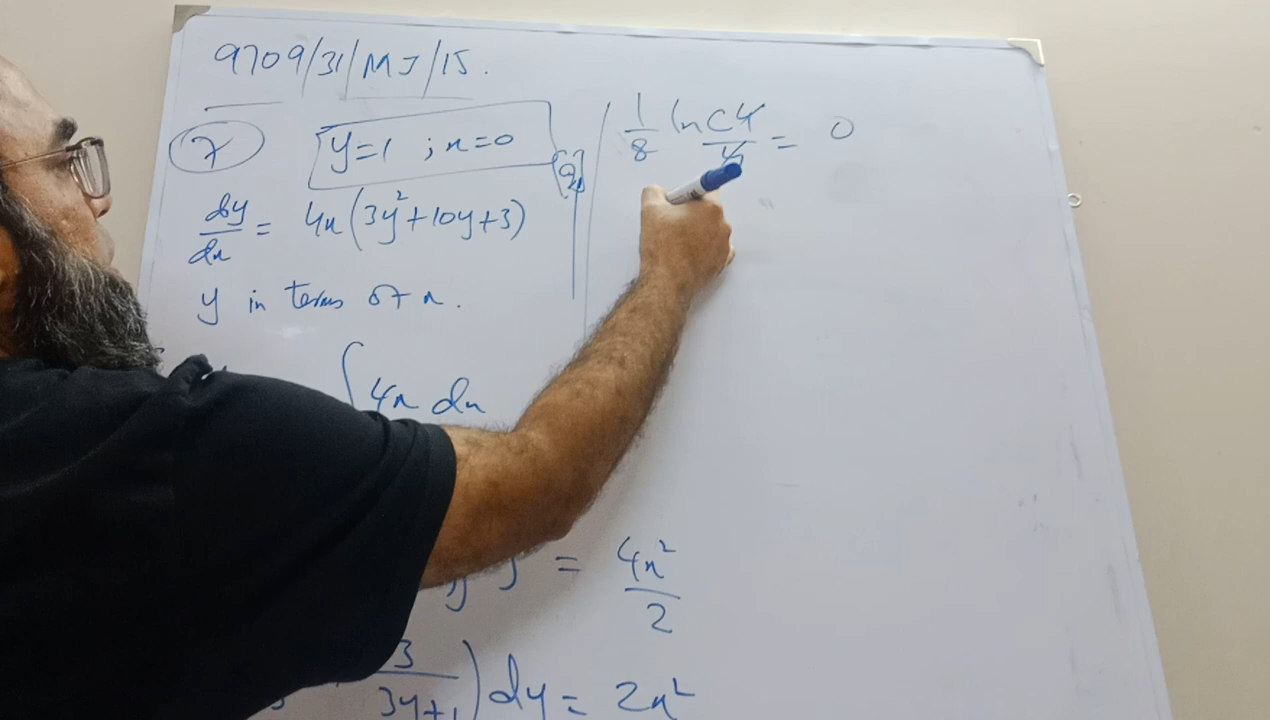 9709/31/MJ/15.
7
y=1 ; x=0
[9]
dy/dx = 4x(3y²+10y+3)
y in terms of x.
∫ 4x dx
= 4x²/2
3/(3y+1) ) dy = 2x²
1/8 ln C4/4 = 0